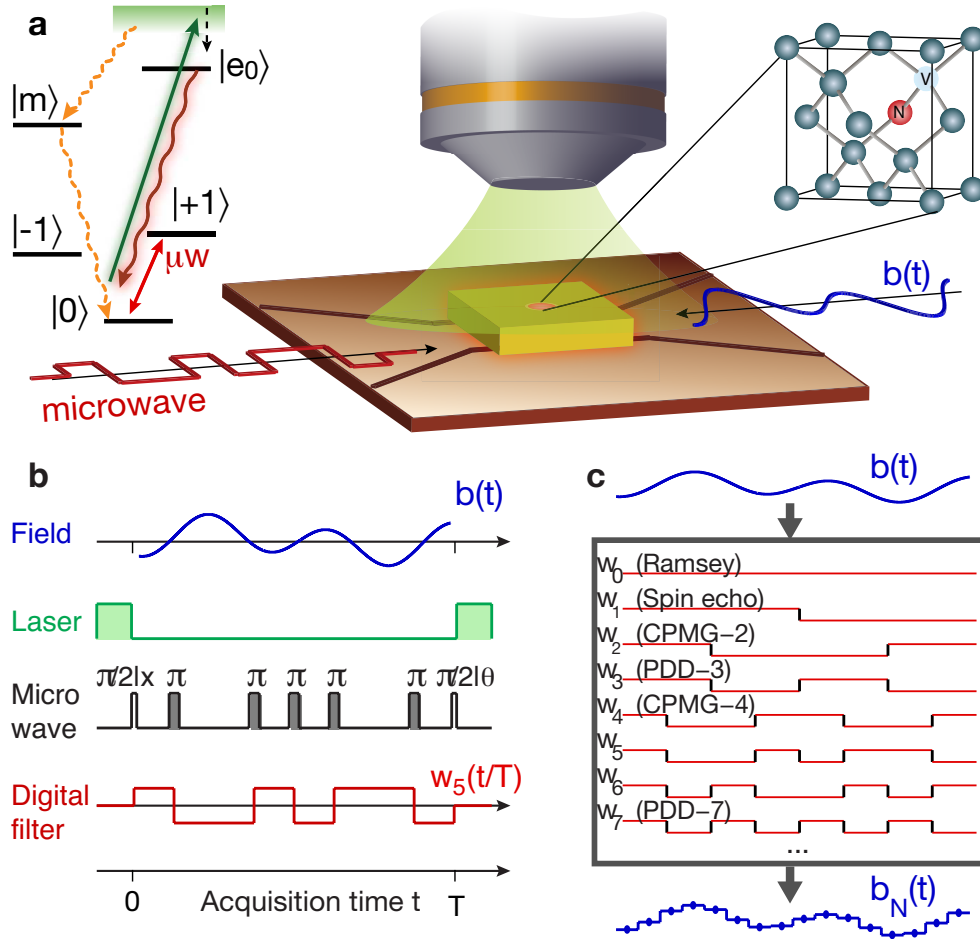 a
|e₀⟩
|m⟩
|+1⟩
|-1⟩
μw
|0⟩
V
N
b(t)
microwave
b
Field
b(t)
Laser
Micro
wave
π/2|x π π π π π π/2|θ
Digital
filter
w₅(t/T)
0 Acquisition time t T
c
b(t)
w₀ (Ramsey)
w₁ (Spin echo)
w₂ (CPMG-2)
w₃ (PDD-3)
w₄ (CPMG-4)
w₅
w₆
w₇ (PDD-7)
...
b_N(t)